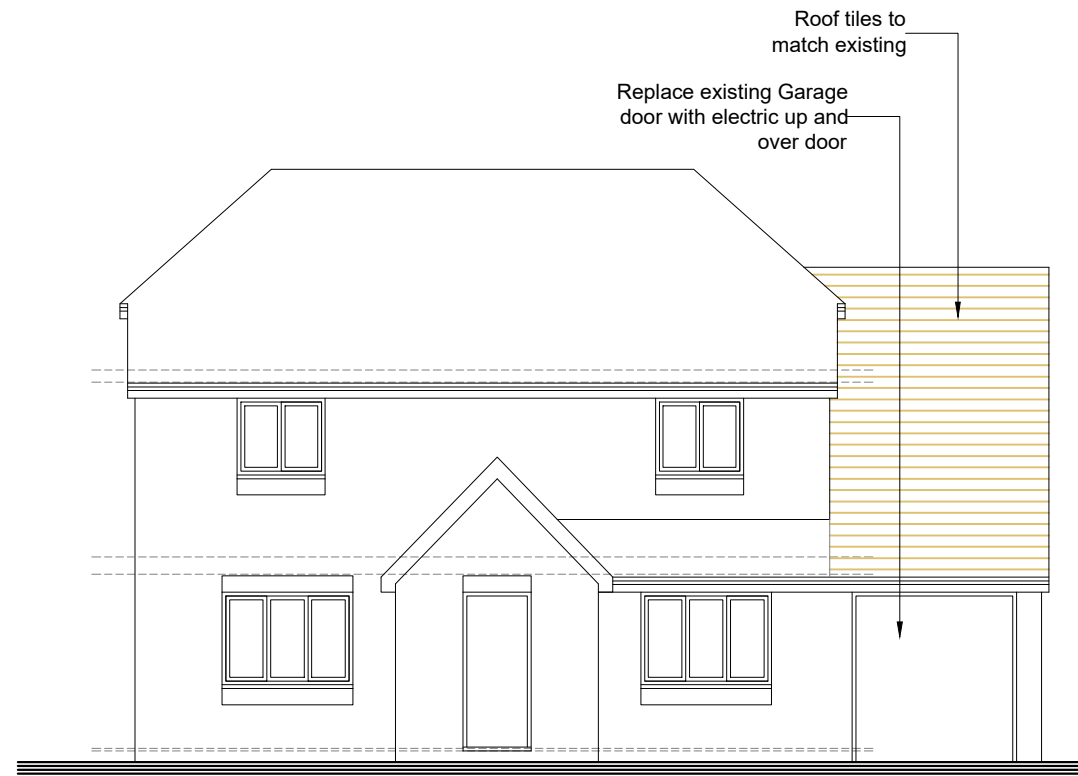 Roof tiles to
match existing
Replace existing Garage
door with electric up and
over door